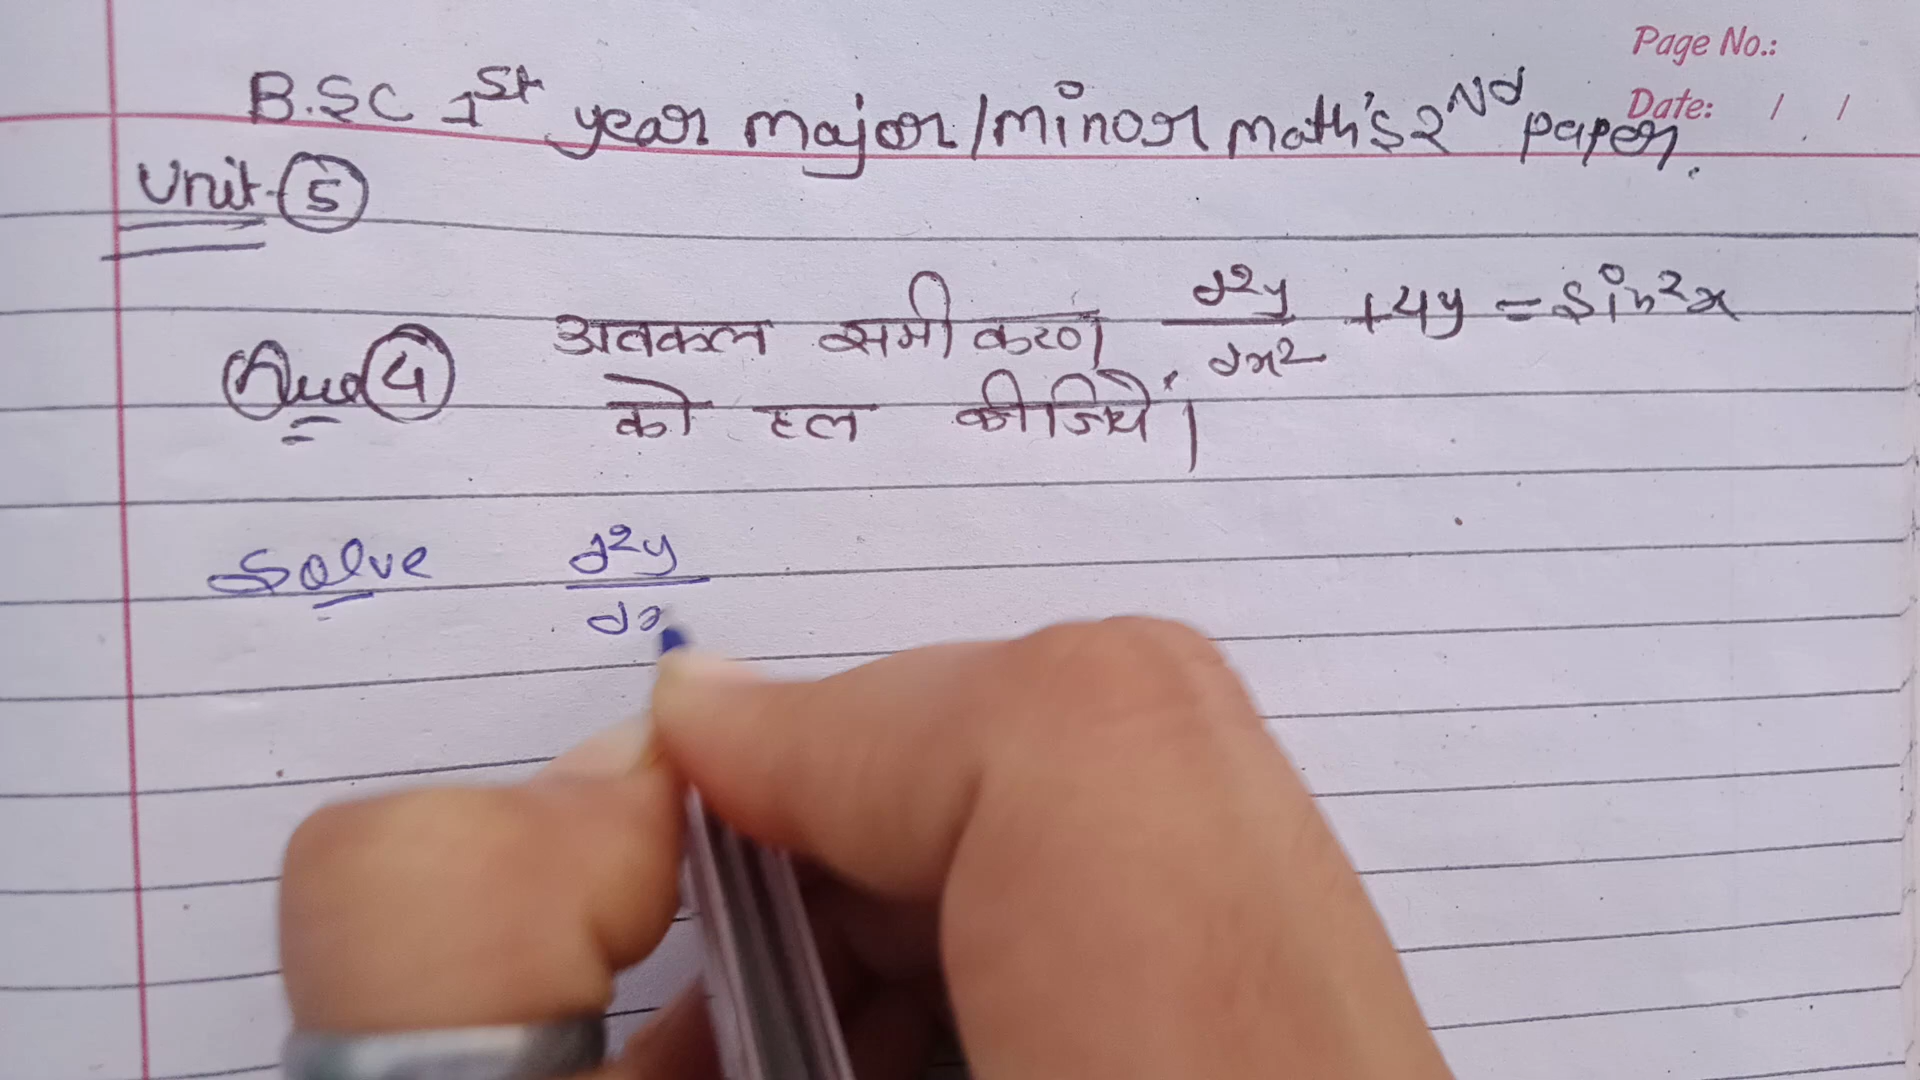 Page No.:
Date: / /
B.SC 1st year major/minor math's 2Nd paper.
Unit-5
Que 4 अवकल समीकरण d²y/dx² +4y = Sin²x
को हल कीजिये।
Solve d²y/dx